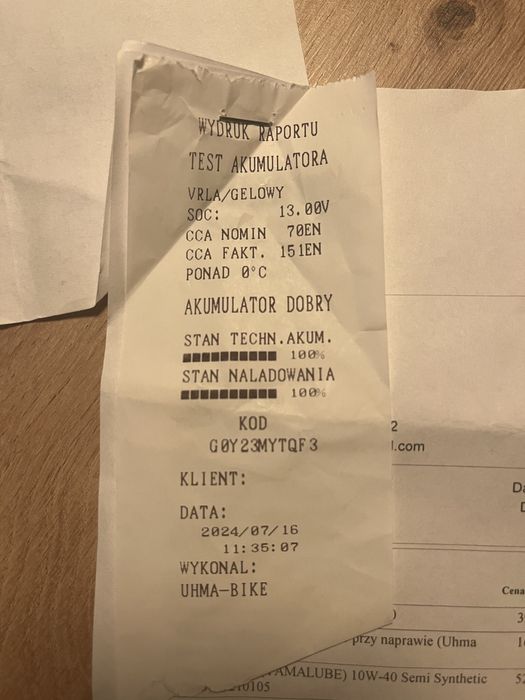 WYDRUK RAPORTU
TEST AKUMULATORA
VRLA/GELOWY
SOC: 13.00V
CCA NOMIN 70EN
CCA FAKT. 151EN
PONAD 0°C
AKUMULATOR DOBRY
STAN TECHN.AKUM.
100%
STAN NALADOWANIA
100%
KOD
G0Y23MYTQF3
KLIENT:
DATA:
2024/07/16
11:35:07
WYKONAL:
UHMA-BIKE
2
l.com
Cena
)
przy naprawie (Uhma
AMALUBE) 10W-40 Semi Synthetic
10105